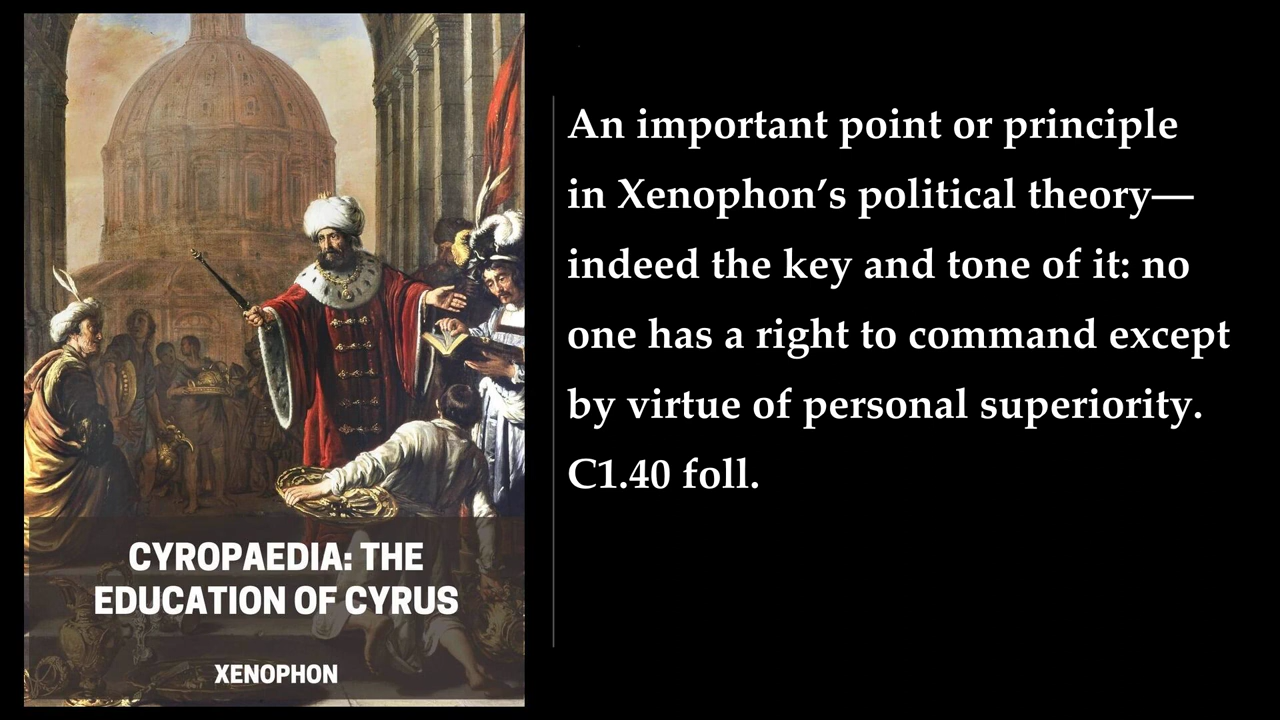 CYROPAEDIA: THE
EDUCATION OF CYRUS
XENOPHON
An important point or principle
in Xenophon’s political theory—
indeed the key and tone of it: no
one has a right to command except
by virtue of personal superiority.
C1.40 foll.